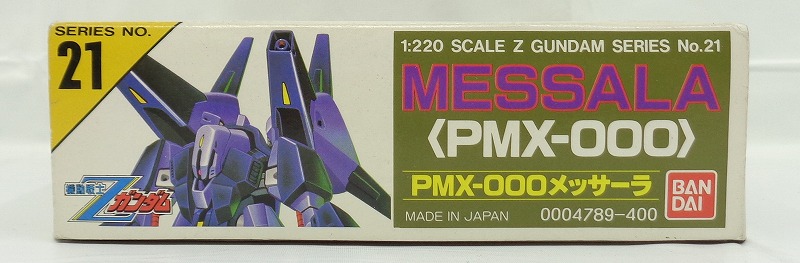 SERIES NO.
21
機動戦士
Zガンダム
1:220 SCALE Z GUNDAM SERIES No.21
MESSALA
〈PMX-000〉
PMX-000メッサーラ
MADE IN JAPAN 0004789-400
BAN
DAI